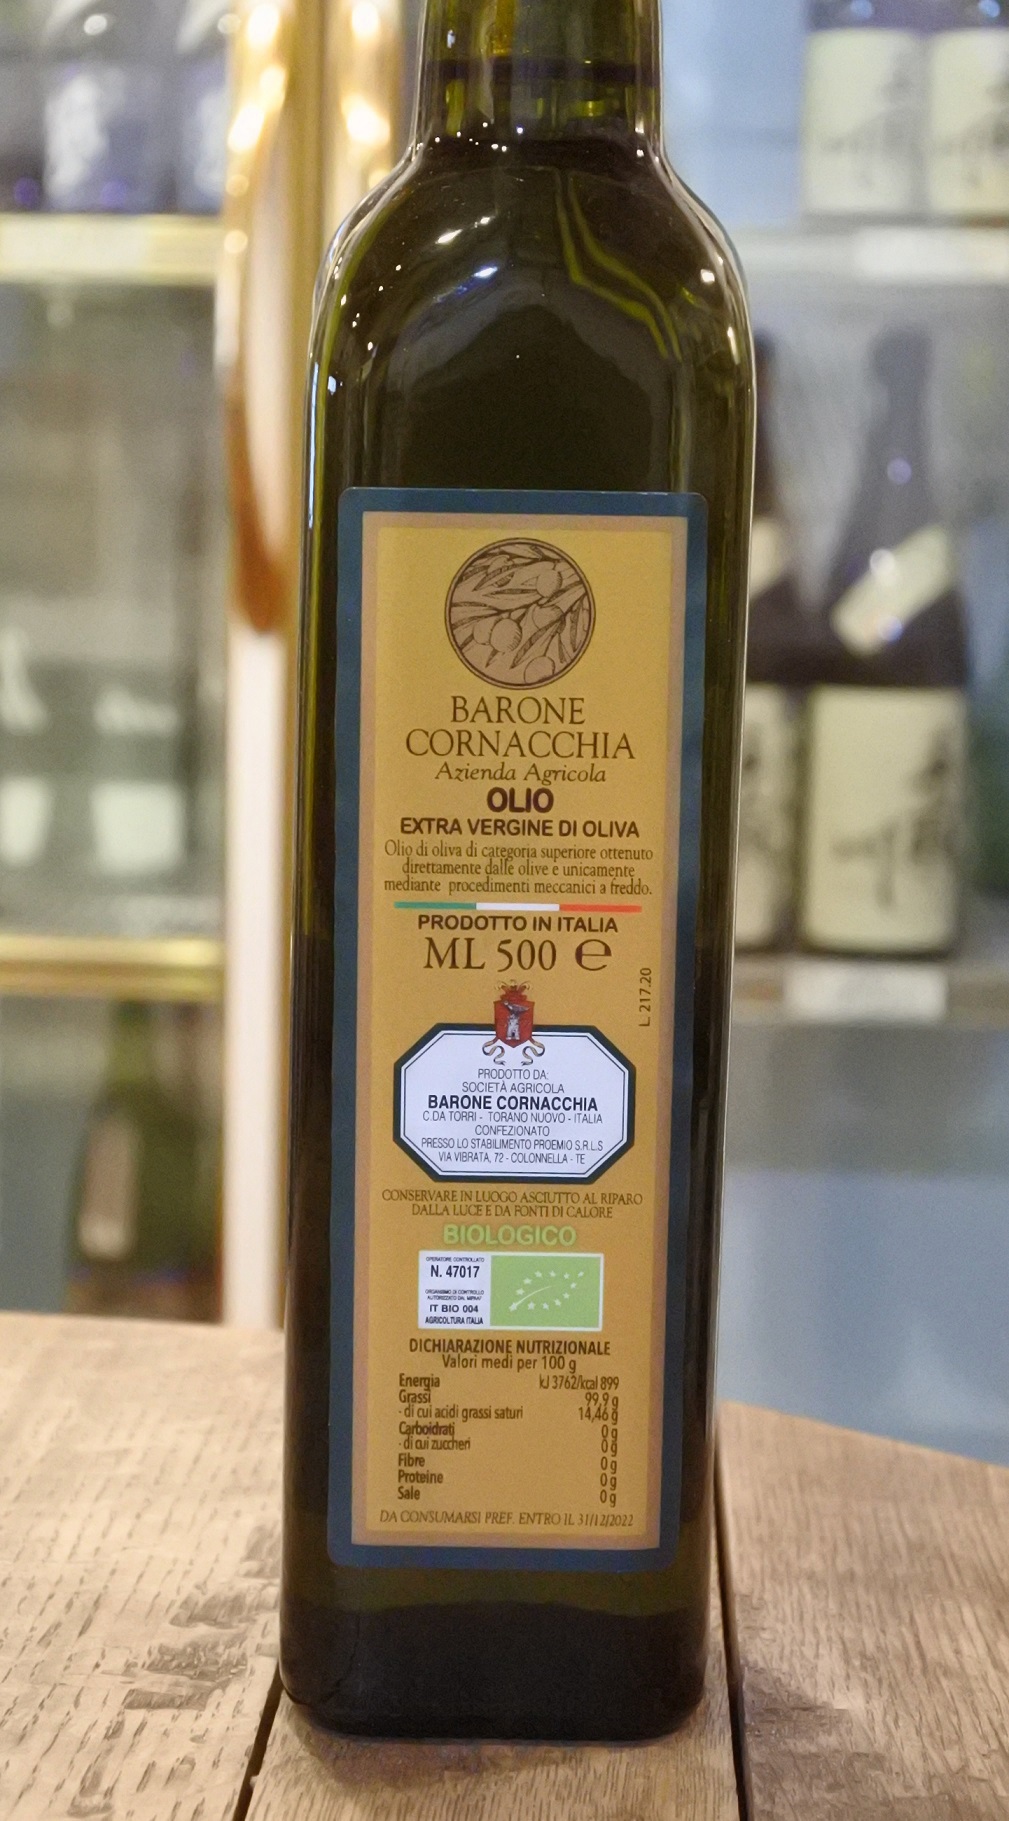 BARONE
CORNACCHIA
Azienda Agricola
OLIO
EXTRA VERGINE DI OLIVA
Olio di oliva di categoria superiore ottenuto
direttamente dalle olive e unicamente
mediante procedimenti meccanici a freddo.
PRODOTTO IN ITALIA
ML 500 ℮
L. 217.20
PRODOTTO DA:
SOCIETÀ AGRICOLA
BARONE CORNACCHIA
C.DA TORRI - TORANO NUOVO - ITALIA
CONFEZIONATO
PRESSO LO STABILIMENTO PROEMIO S.R.L.S
VIA VIBRATA, 72 - COLONNELLA - TE
CONSERVARE IN LUOGO ASCIUTTO AL RIPARO
DALLA LUCE E DA FONTI DI CALORE
BIOLOGICO
OPERATORE CONTROLLATO
N. 47017
ORGANISMO DI CONTROLLO
AUTORIZZATO DAL MIPAAF
IT BIO 004
AGRICOLTURA ITALIA
DICHIARAZIONE NUTRIZIONALE
Valori medi per 100 g
Energia kJ 3762/kcal 899
Grassi 99,9 g
- di cui acidi grassi saturi 14,46 g
Carboidrati 0 g
- di cui zuccheri 0 g
Fibre 0 g
Proteine 0 g
Sale 0 g
DA CONSUMARSI PREF. ENTRO IL 31/12/2022